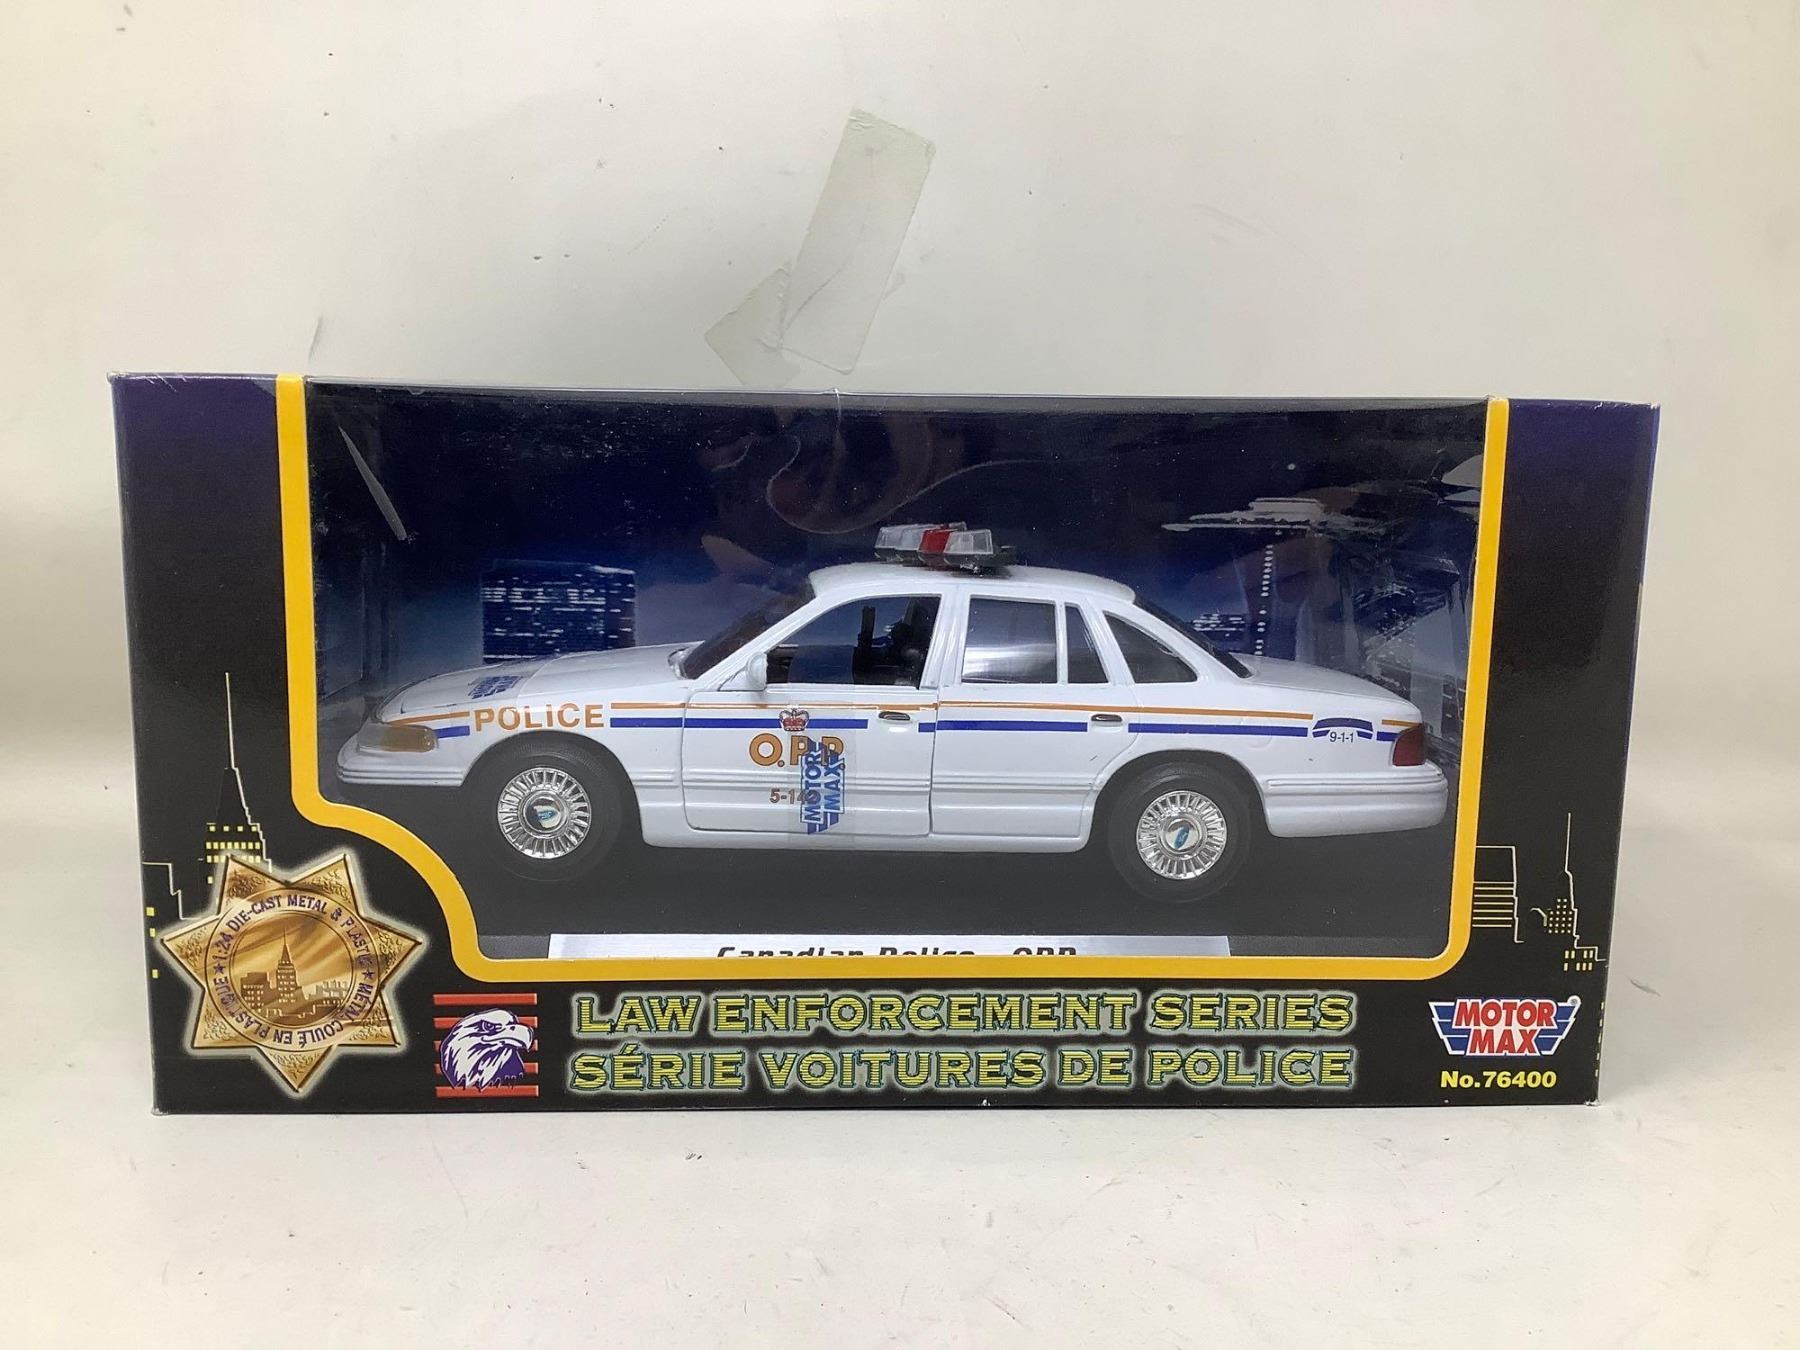 POLICE
O.P.P.
5-14
9-1-1
MOTOR
MAX
Canadian Police - OPP
1:24 DIE-CAST METAL & PLASTIC ★ MÉTAL COULÉ EN PLASTIQUE ★
LAW ENFORCEMENT SERIES
SÉRIE VOITURES DE POLICE
MOTOR
MAX
®
No.76400